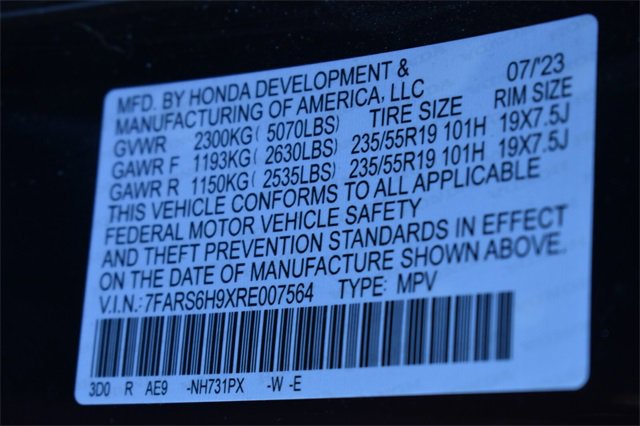 MFD. BY HONDA DEVELOPMENT & 07/'23
MANUFACTURING OF AMERICA, LLC
GVWR 2300KG( 5070LBS) TIRE SIZE RIM SIZE
GAWR F 1193KG( 2630LBS) 235/55R19 101H 19X7.5J
GAWR R 1150KG( 2535LBS) 235/55R19 101H 19X7.5J
THIS VEHICLE CONFORMS TO ALL APPLICABLE
FEDERAL MOTOR VEHICLE SAFETY
AND THEFT PREVENTION STANDARDS IN EFFECT
ON THE DATE OF MANUFACTURE SHOWN ABOVE.
V.I.N.:7FARS6H9XRE007564 TYPE: MPV
3D0 R AE9 -NH731PX -W -E